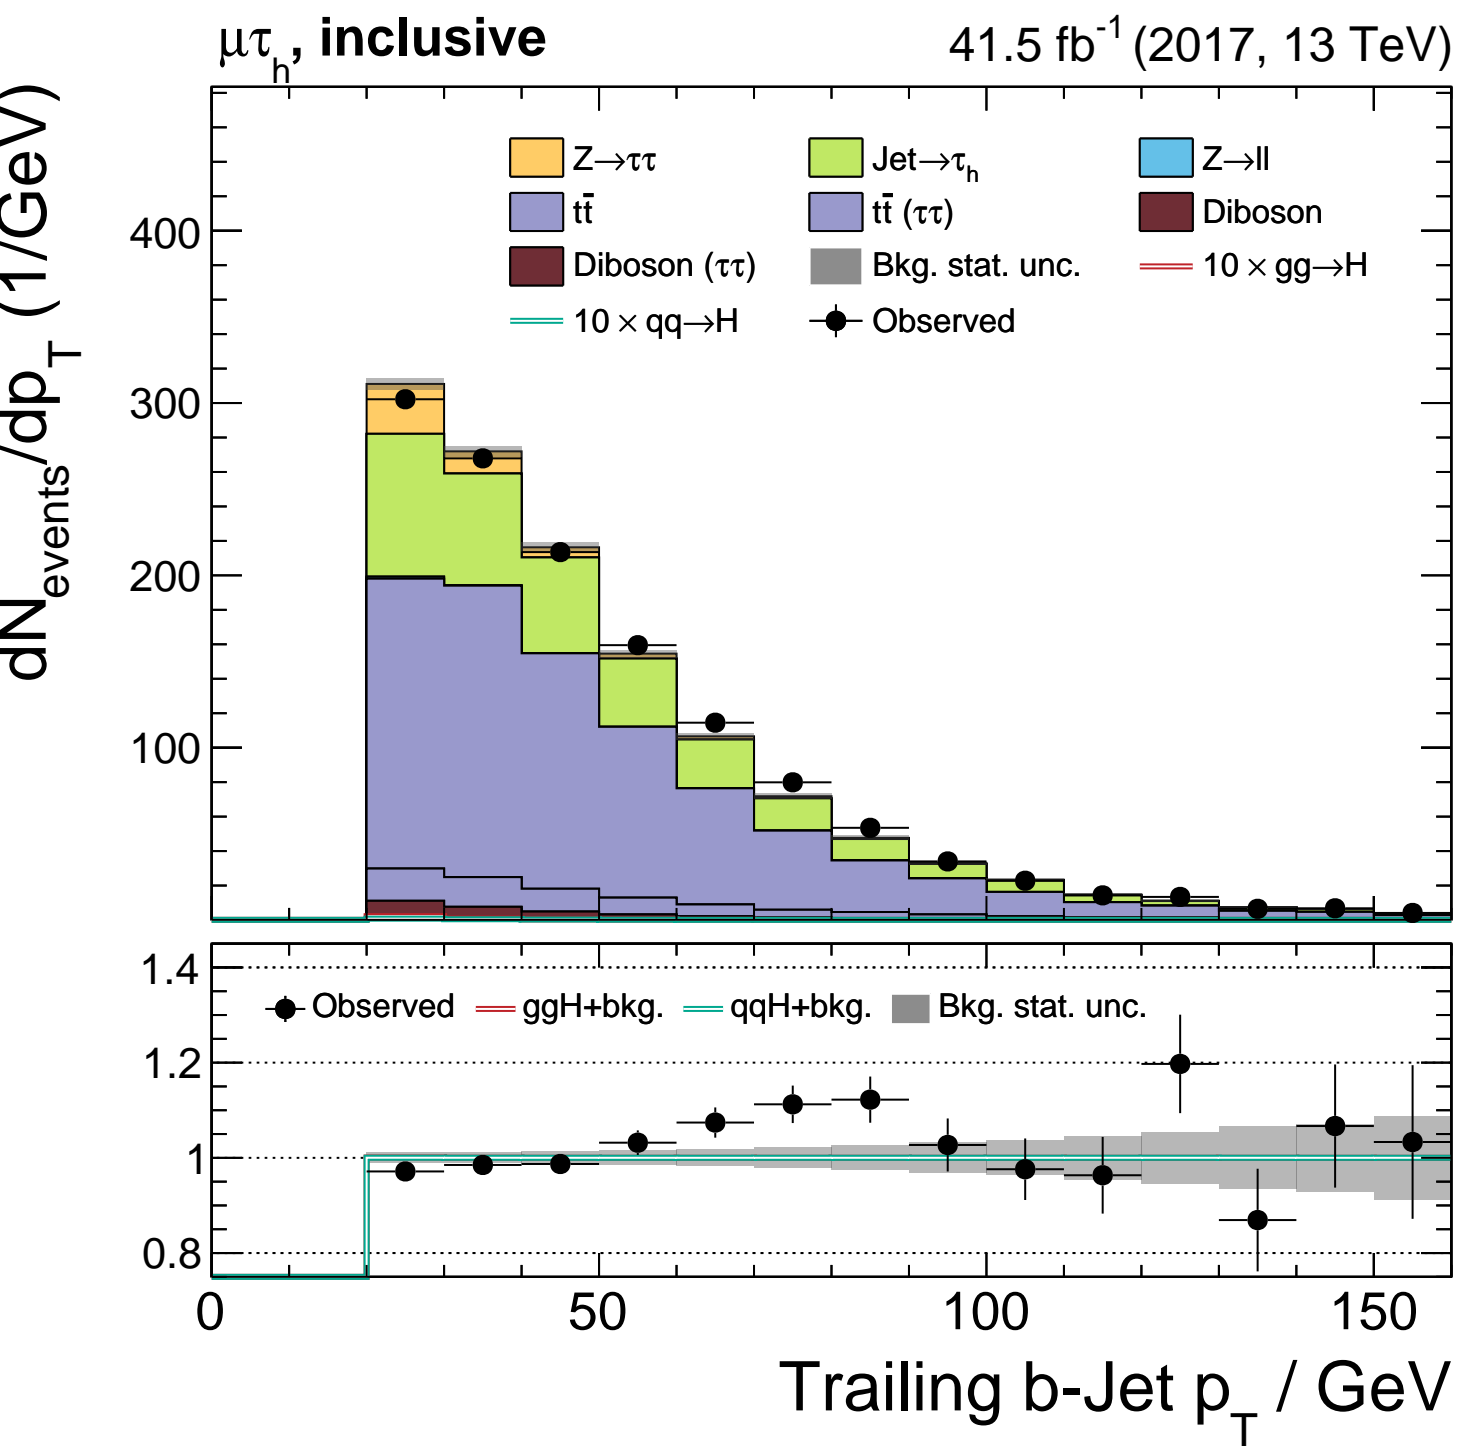 μτh, inclusive
41.5 fb-1 (2017, 13 TeV)
dNevents/dpT (1/GeV)
Z→ττ Jet→τh Z→ll
tt̄ tt̄ (ττ) Diboson
Diboson (ττ) Bkg. stat. unc. 10 × gg→H
10 × qq→H Observed
400
300
200
100
1.4
Observed ggH+bkg. qqH+bkg. Bkg. stat. unc.
1.2
1
0.8
0 50 100 150
Trailing b-Jet pT / GeV